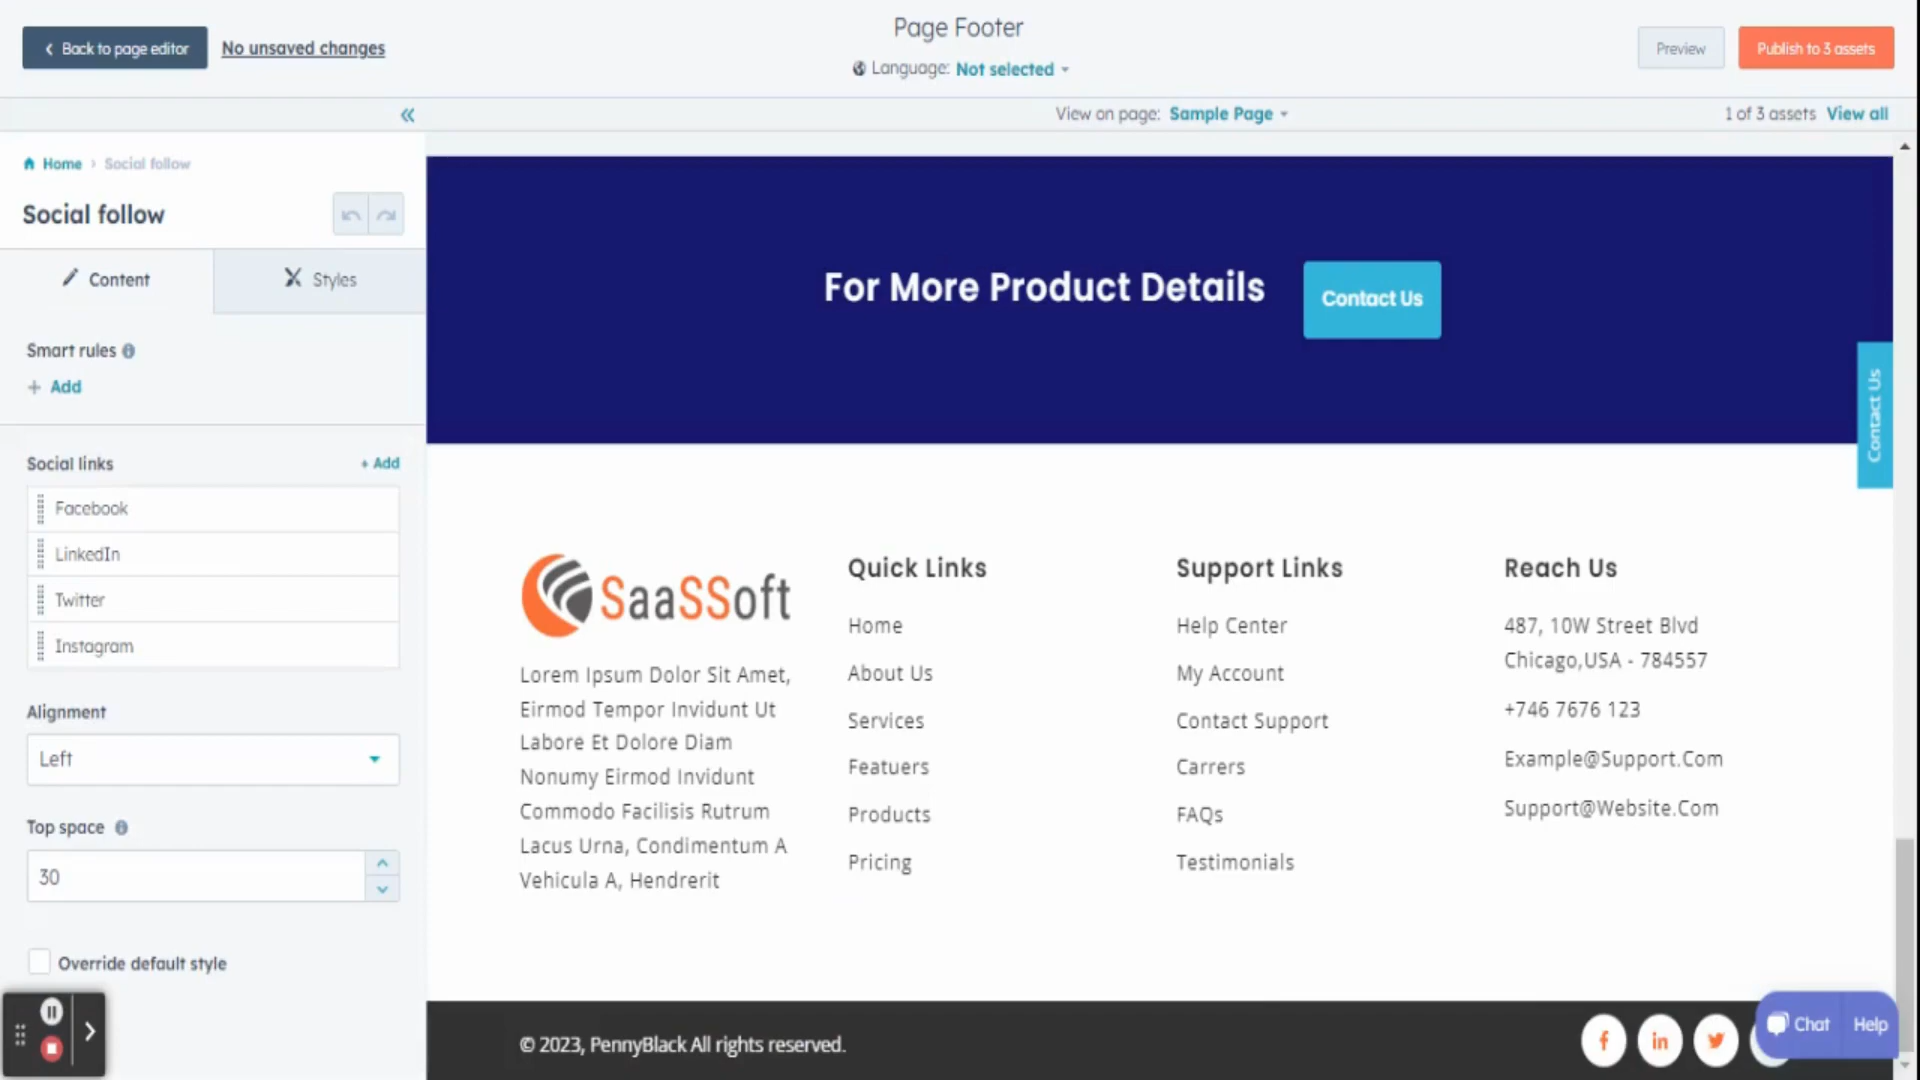 Back to page editor
No unsaved changes
Page Footer
Language: Not selected
Preview
Publish to 3 assets
View on page: Sample Page
1 of 3 assets View all
Home
Social follow
Social follow
Content
Styles
Smart rules
+ Add
Social links
+ Add
Facebook
LinkedIn
Twitter
Instagram
Alignment
Left
Top space
30
Override default style
For More Product Details
Contact Us
Contact Us
SaaSSoft
Lorem Ipsum Dolor Sit Amet,
Eirmod Tempor Invidunt Ut
Labore Et Dolore Diam
Nonumy Eirmod Invidunt
Commodo Facilisis Rutrum
Lacus Urna, Condimentum A
Vehicula A, Hendrerit
Quick Links
Home
About Us
Services
Featuers
Products
Pricing
Support Links
Help Center
My Account
Contact Support
Carrers
FAQs
Testimonials
Reach Us
487, 10W Street Blvd
Chicago,USA - 784557
+746 7676 123
Example@Support.Com
Support@Website.Com
© 2023, PennyBlack All rights reserved.
Chat
Help